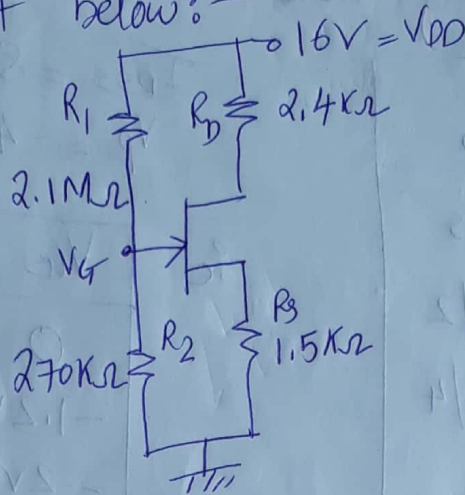 below:-
16V = VDD
R1
RD 2.4KΩ
2.1MΩ
VG
R2
RS
1.5KΩ
270KΩ